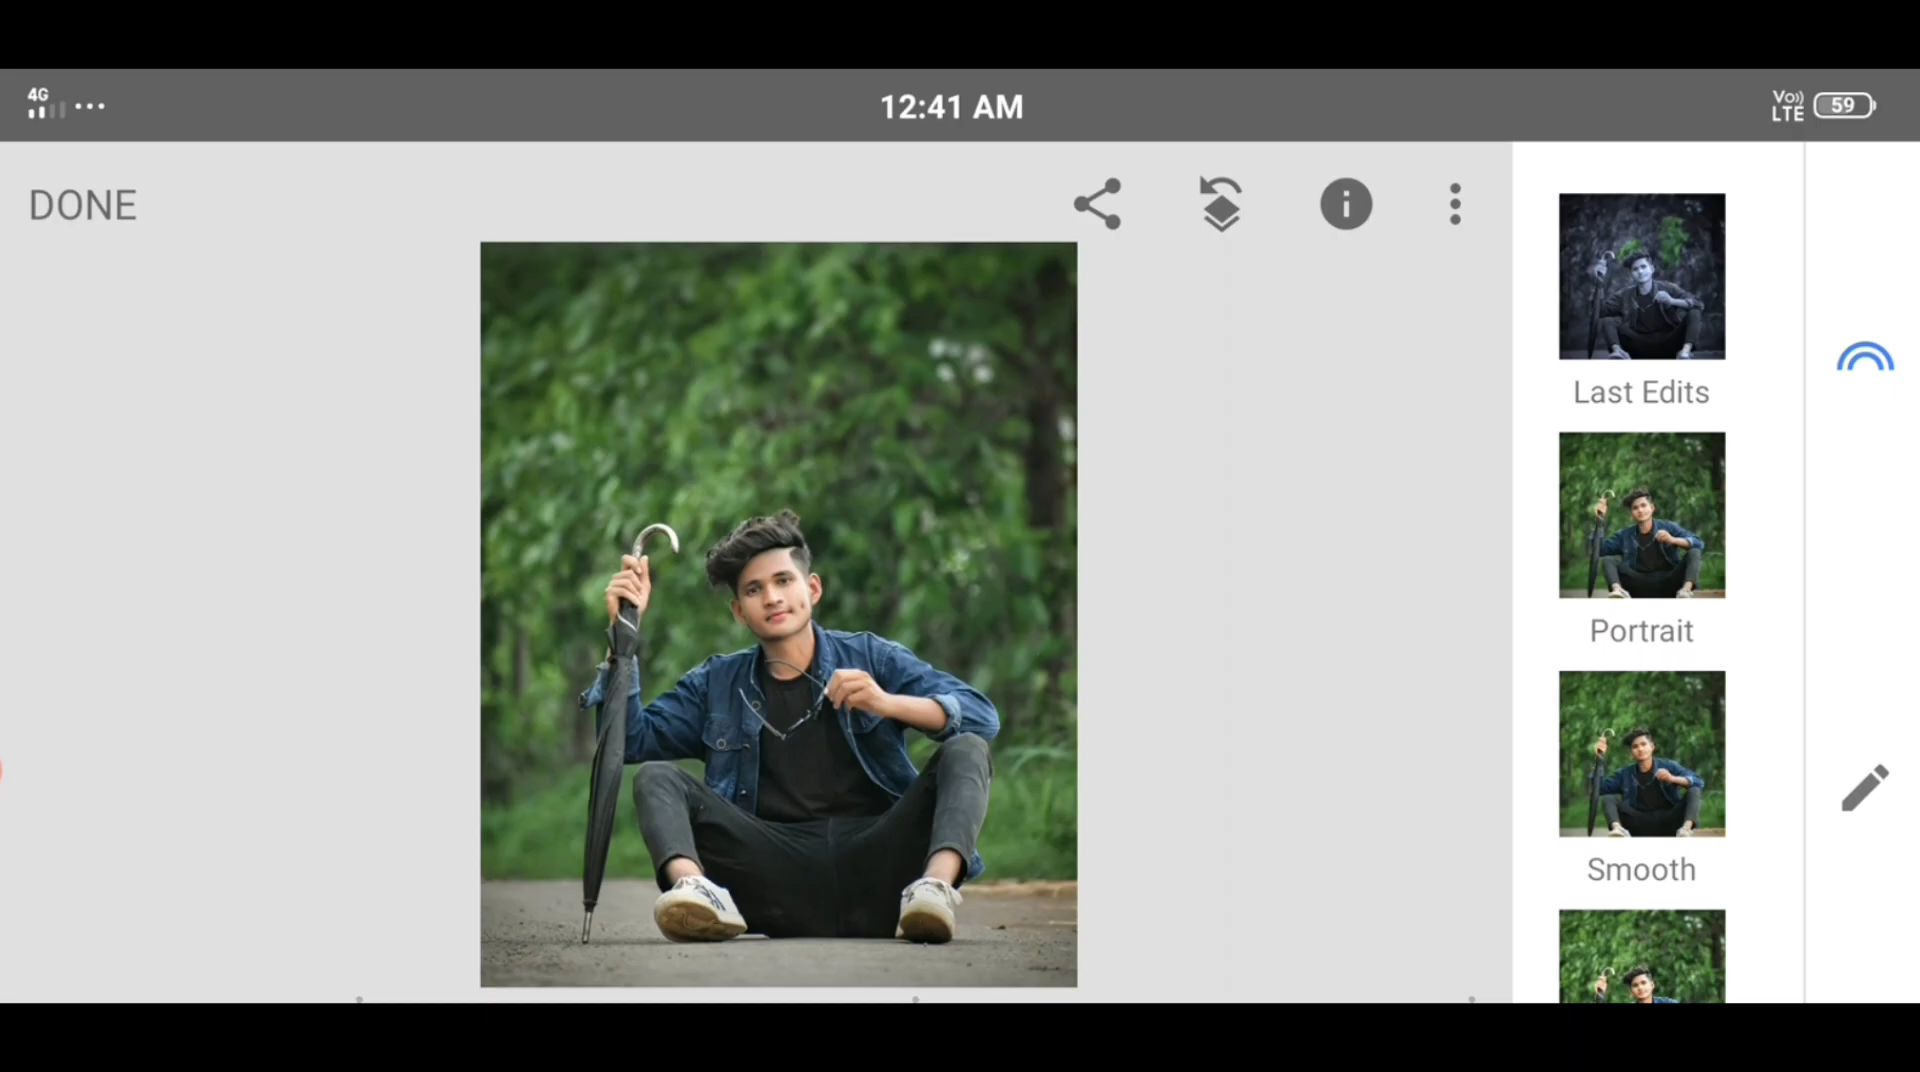 4G
12:41 AM
Vo))
LTE
59
DONE
Last Edits
Portrait
Smooth